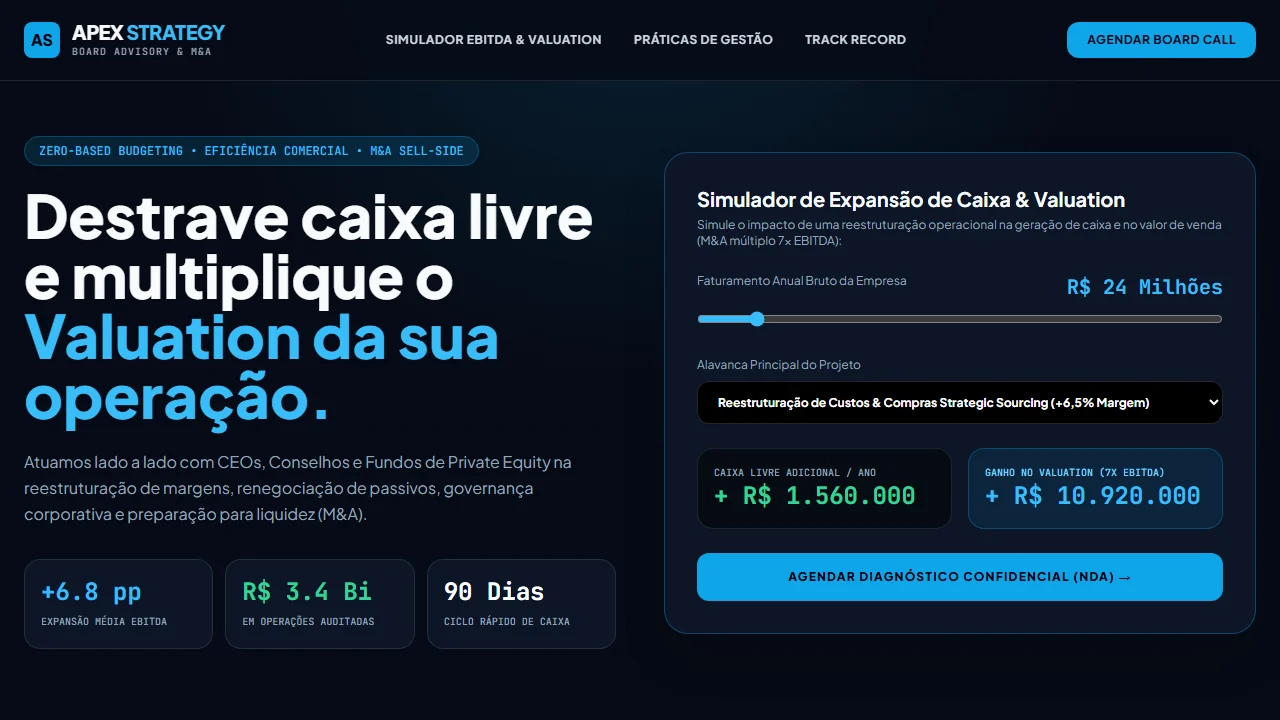 AS
APEX STRATEGY
BOARD ADVISORY & M&A
SIMULADOR EBITDA & VALUATION
PRÁTICAS DE GESTÃO
TRACK RECORD
AGENDAR BOARD CALL
ZERO-BASED BUDGETING • EFICIÊNCIA COMERCIAL • M&A SELL-SIDE
Destrave caixa livre
e multiplique o
Valuation da sua
operação.
Atuamos lado a lado com CEOs, Conselhos e Fundos de Private Equity na
reestruturação de margens, renegociação de passivos, governança
corporativa e preparação para liquidez (M&A).
+6.8 pp
EXPANSÃO MÉDIA EBITDA
R$ 3.4 Bi
EM OPERAÇÕES AUDITADAS
90 Dias
CICLO RÁPIDO DE CAIXA
Simulador de Expansão de Caixa & Valuation
Simule o impacto de uma reestruturação operacional na geração de caixa e no valor de venda
(M&A múltiplo 7x EBITDA):
Faturamento Anual Bruto da Empresa
R$ 24 Milhões
Alavanca Principal do Projeto
Reestruturação de Custos & Compras Strategic Sourcing (+6,5% Margem)
CAIXA LIVRE ADICIONAL / ANO
+ R$ 1.560.000
GANHO NO VALUATION (7X EBITDA)
+ R$ 10.920.000
AGENDAR DIAGNÓSTICO CONFIDENCIAL (NDA) →